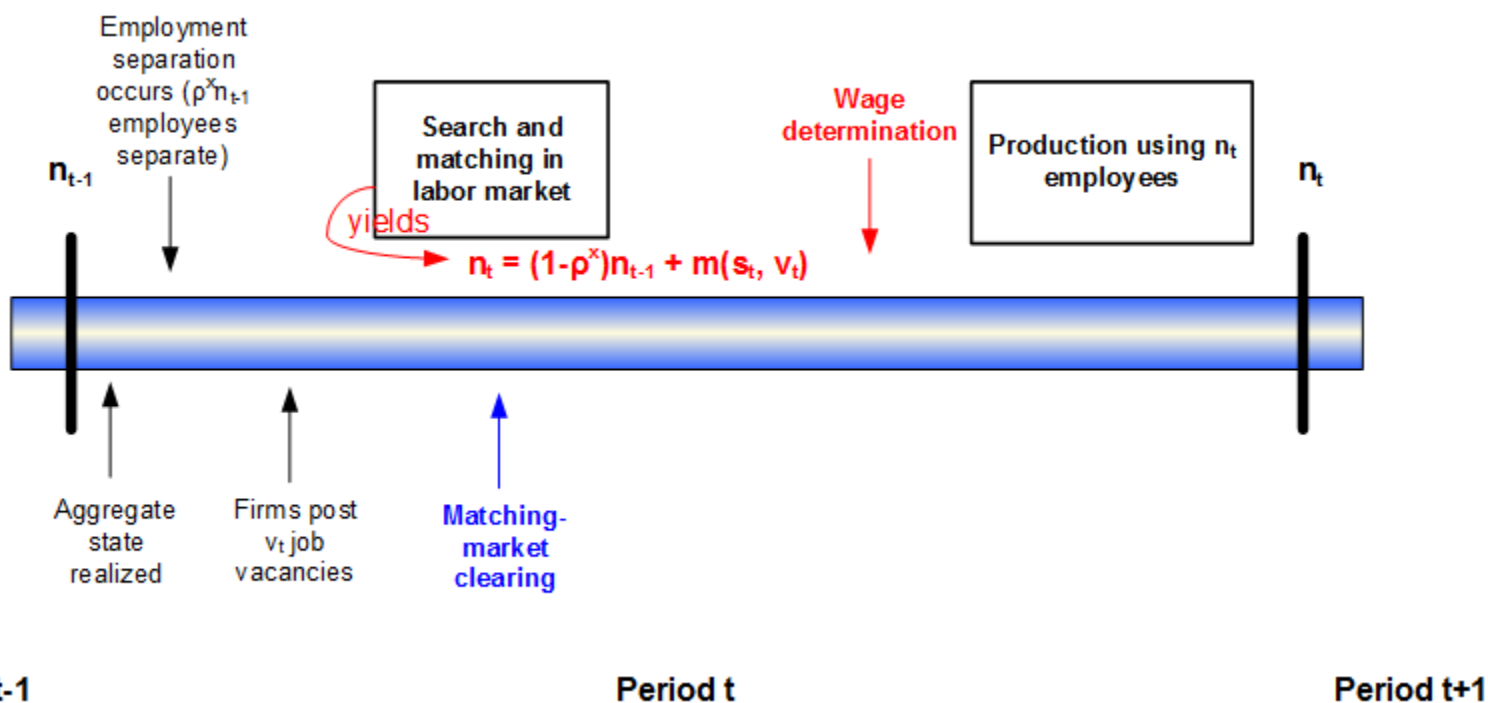 Employment
separation
occurs (ρˣnₜ₋₁
employees
separate)
nₜ₋₁
Search and
matching in
labor market
yields
nₜ = (1-ρˣ)nₜ₋₁ + m(sₜ, vₜ)
Wage
determination
Production using nₜ
employees
nₜ
Aggregate
state
realized
Firms post
vₜ job
vacancies
Matching-
market
clearing
t-1
Period t
Period t+1